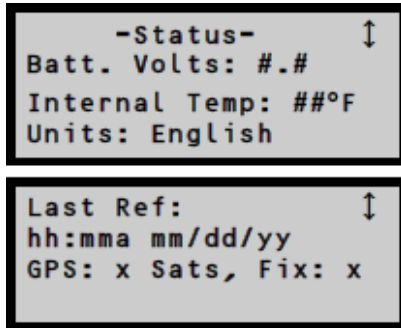 -Status- ↕
Batt. Volts: #.#
Internal Temp: ##°F
Units: English
Last Ref: ↕
hh:mma mm/dd/yy
GPS: x Sats, Fix: x